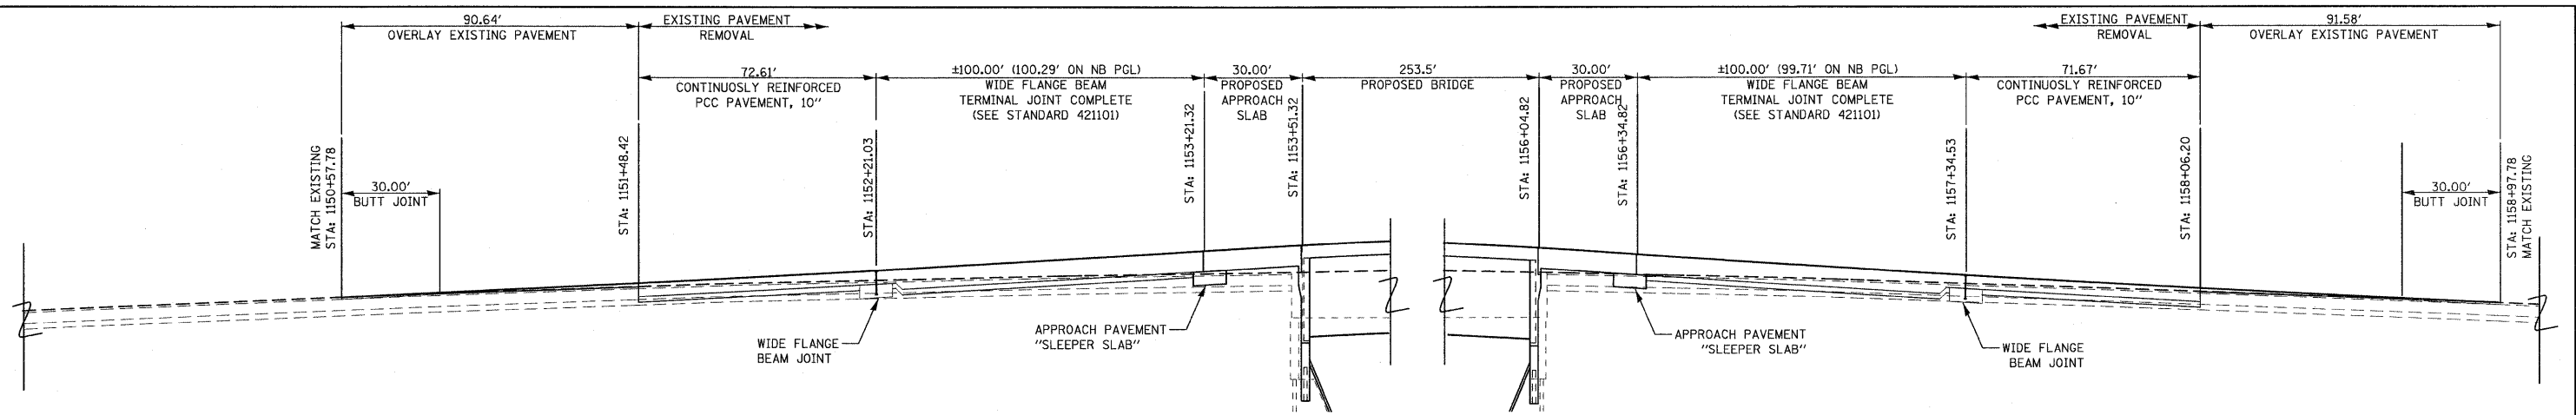 90.64'
OVERLAY EXISTING PAVEMENT
EXISTING PAVEMENT
REMOVAL
EXISTING PAVEMENT
REMOVAL
91.58'
OVERLAY EXISTING PAVEMENT
72.61'
CONTINUOSLY REINFORCED
PCC PAVEMENT, 10"
±100.00' (100.29' ON NB PGL)
WIDE FLANGE BEAM
TERMINAL JOINT COMPLETE
(SEE STANDARD 421101)
30.00'
PROPOSED
APPROACH
SLAB
253.5'
PROPOSED BRIDGE
30.00'
PROPOSED
APPROACH
SLAB
±100.00' (99.71' ON NB PGL)
WIDE FLANGE BEAM
TERMINAL JOINT COMPLETE
(SEE STANDARD 421101)
71.67'
CONTINUOSLY REINFORCED
PCC PAVEMENT, 10"
MATCH EXISTING
STA: 1150+57.78
STA: 1151+48.42
STA: 1152+21.03
STA: 1153+21.32
STA: 1153+51.32
STA: 1156+04.82
STA: 1156+34.82
STA: 1157+34.53
STA: 1158+06.20
STA: 1158+97.78
MATCH EXISTING
30.00'
BUTT JOINT
30.00'
BUTT JOINT
WIDE FLANGE
BEAM JOINT
APPROACH PAVEMENT
"SLEEPER SLAB"
APPROACH PAVEMENT
"SLEEPER SLAB"
WIDE FLANGE
BEAM JOINT